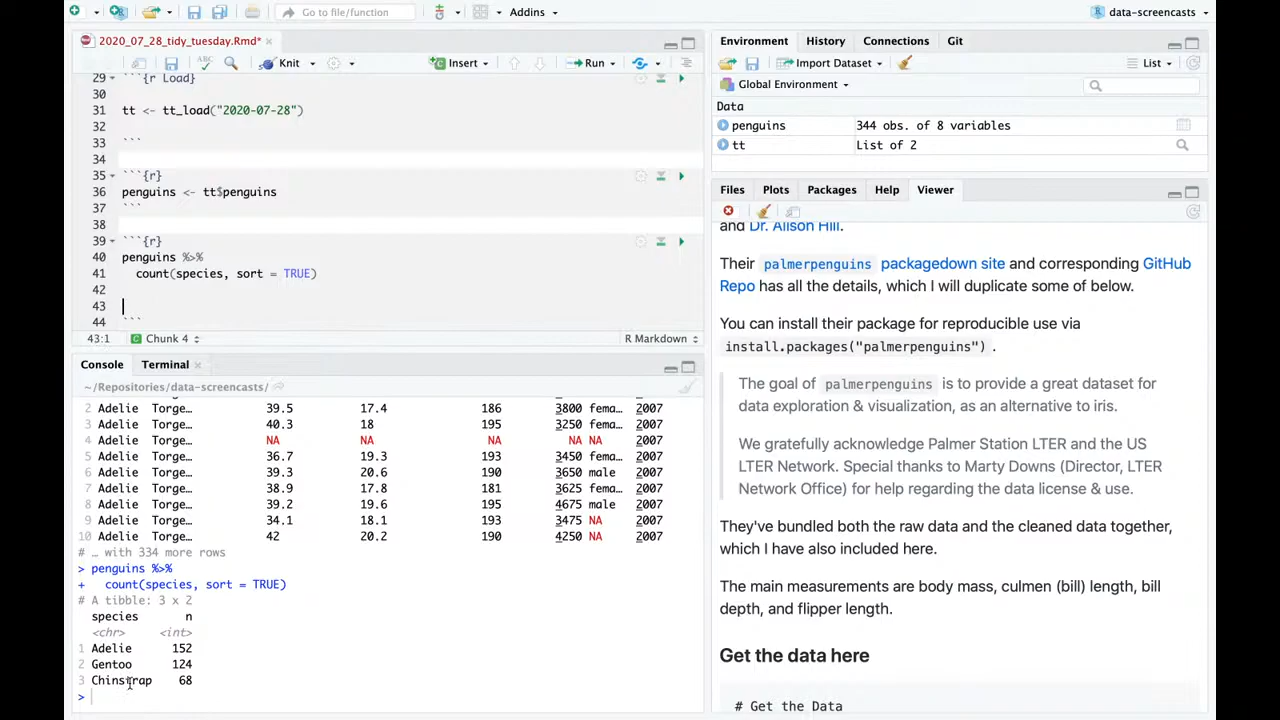 Go to file/function
Addins
data-screencasts
2020_07_28_tidy_tuesday.Rmd*
ABC
Knit
Insert
Run
29 ```{r Load}
30
31 tt <- tt_load("2020-07-28")
32
33 ```
34
35 ```{r}
36 penguins <- tt$penguins
37 ```
38
39 ```{r}
40 penguins %>%
41   count(species, sort = TRUE)
42
43
44 ```
43:1 Chunk 4 R Markdown
Console Terminal
~/Repositories/data-screencasts/
2 Adelie Torge… 39.5 17.4 186 3800 fema… 2007
3 Adelie Torge… 40.3 18 195 3250 fema… 2007
4 Adelie Torge… NA NA NA NA NA 2007
5 Adelie Torge… 36.7 19.3 193 3450 fema… 2007
6 Adelie Torge… 39.3 20.6 190 3650 male 2007
7 Adelie Torge… 38.9 17.8 181 3625 fema… 2007
8 Adelie Torge… 39.2 19.6 195 4675 male 2007
9 Adelie Torge… 34.1 18.1 193 3475 NA 2007
10 Adelie Torge… 42 20.2 190 4250 NA 2007
# … with 334 more rows
> penguins %>%
+   count(species, sort = TRUE)
# A tibble: 3 x 2
species n
<chr> <int>
1 Adelie 152
2 Gentoo 124
3 Chinstrap 68
>
Environment History Connections Git
Import Dataset List
Global Environment
Data
penguins 344 obs. of 8 variables
tt List of 2
Files Plots Packages Help Viewer
and Dr. Alison Hill.
Their palmerpenguins packagedown site and corresponding GitHub
Repo has all the details, which I will duplicate some of below.
You can install their package for reproducible use via
install.packages("palmerpenguins") .
The goal of palmerpenguins is to provide a great dataset for
data exploration & visualization, as an alternative to iris.
We gratefully acknowledge Palmer Station LTER and the US
LTER Network. Special thanks to Marty Downs (Director, LTER
Network Office) for help regarding the data license & use.
They've bundled both the raw data and the cleaned data together,
which I have also included here.
The main measurements are body mass, culmen (bill) length, bill
depth, and flipper length.
Get the data here
# Get the Data